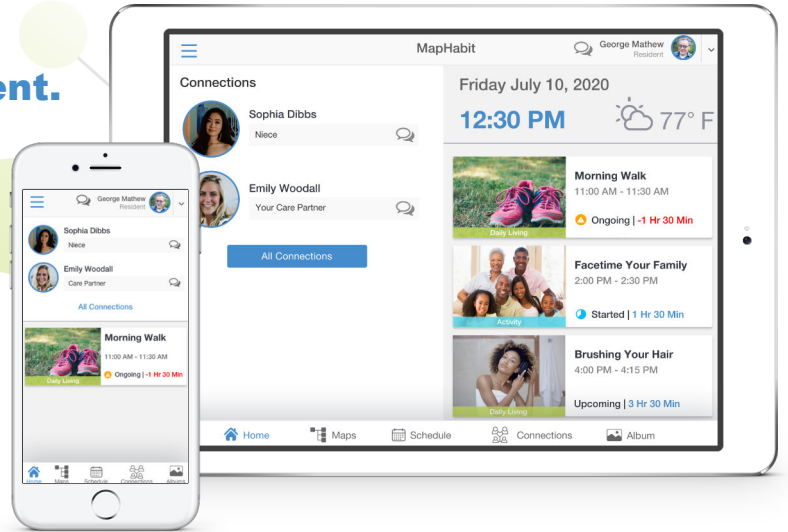 ent.
MapHabit
George Mathew
Resident
Connections
Sophia Dibbs
Niece
Emily Woodall
Your Care Partner
All Connections
Friday July 10, 2020
12:30 PM
77° F
Morning Walk
11:00 AM - 11:30 AM
Ongoing | -1 Hr 30 Min
Daily Living
Facetime Your Family
2:00 PM - 2:30 PM
Started | 1 Hr 30 Min
Activity
Brushing Your Hair
4:00 PM - 4:15 PM
Upcoming | 3 Hr 30 Min
Daily Living
Home Maps Schedule Connections Album
George Mathew
Resident
Sophia Dibbs
Niece
Emily Woodall
Care Partner
All Connections
Morning Walk
11:00 AM - 11:30 AM
Ongoing | -1 Hr 30 Min
Daily Living
Home Maps Schedule Connections Albums